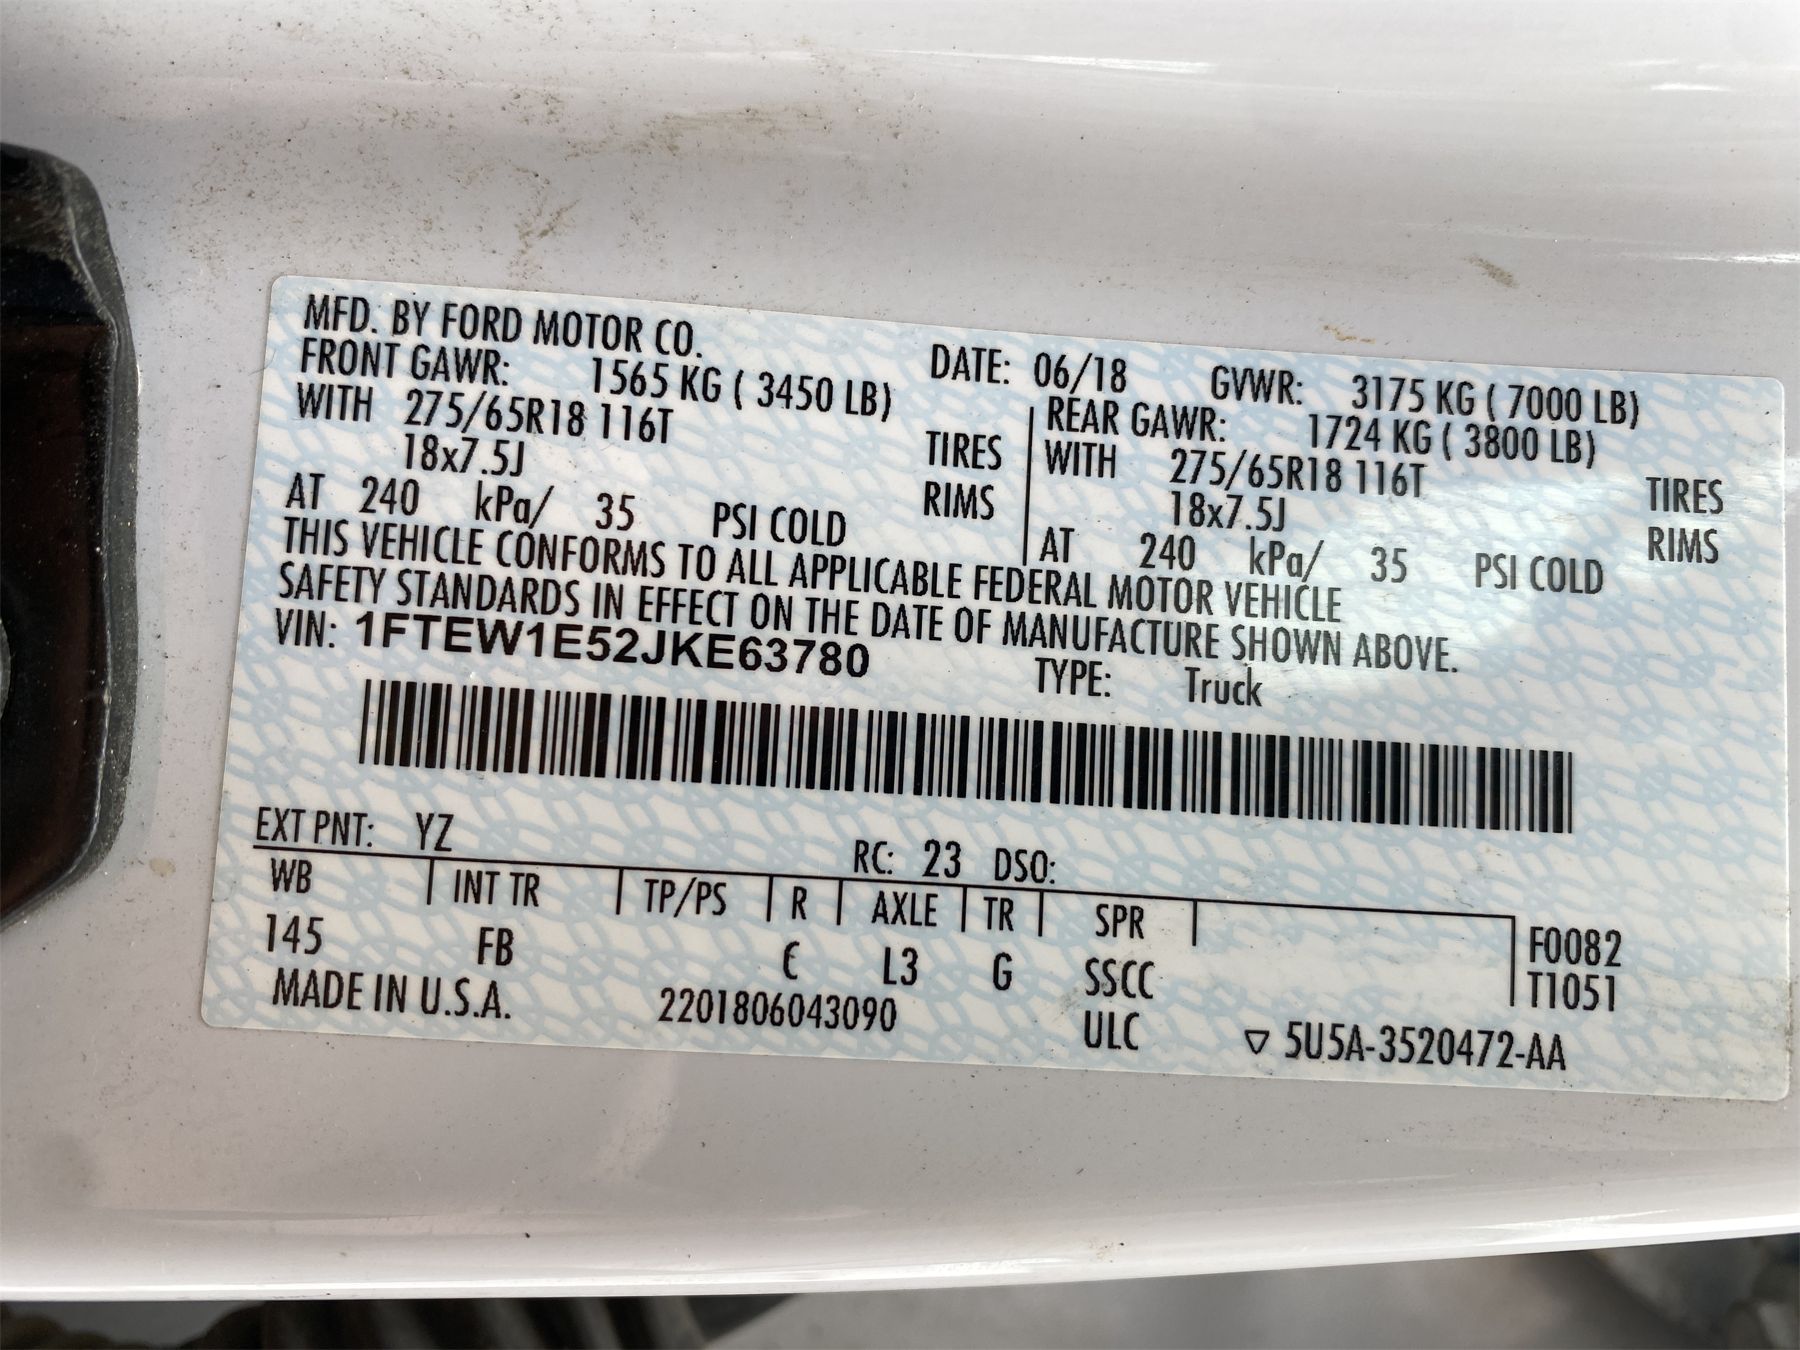 MFD. BY FORD MOTOR CO.
DATE: 06/18 GVWR: 3175 KG ( 7000 LB)
FRONT GAWR: 1565 KG ( 3450 LB)
WITH 275/65R18 116T TIRES
18x7.5J RIMS
AT 240 kPa/ 35 PSI COLD
REAR GAWR: 1724 KG ( 3800 LB)
WITH 275/65R18 116T TIRES
18x7.5J RIMS
AT 240 kPa/ 35 PSI COLD
THIS VEHICLE CONFORMS TO ALL APPLICABLE FEDERAL MOTOR VEHICLE
SAFETY STANDARDS IN EFFECT ON THE DATE OF MANUFACTURE SHOWN ABOVE.
VIN: 1FTEW1E52JKE63780 TYPE: Truck
EXT PNT: YZ RC: 23 DSO:
WB INT TR TP/PS R AXLE TR SPR
145 FB E L3 G SSCC
ULC
F0082
T1051
MADE IN U.S.A. 2201806043090 ▽ 5U5A-3520472-AA